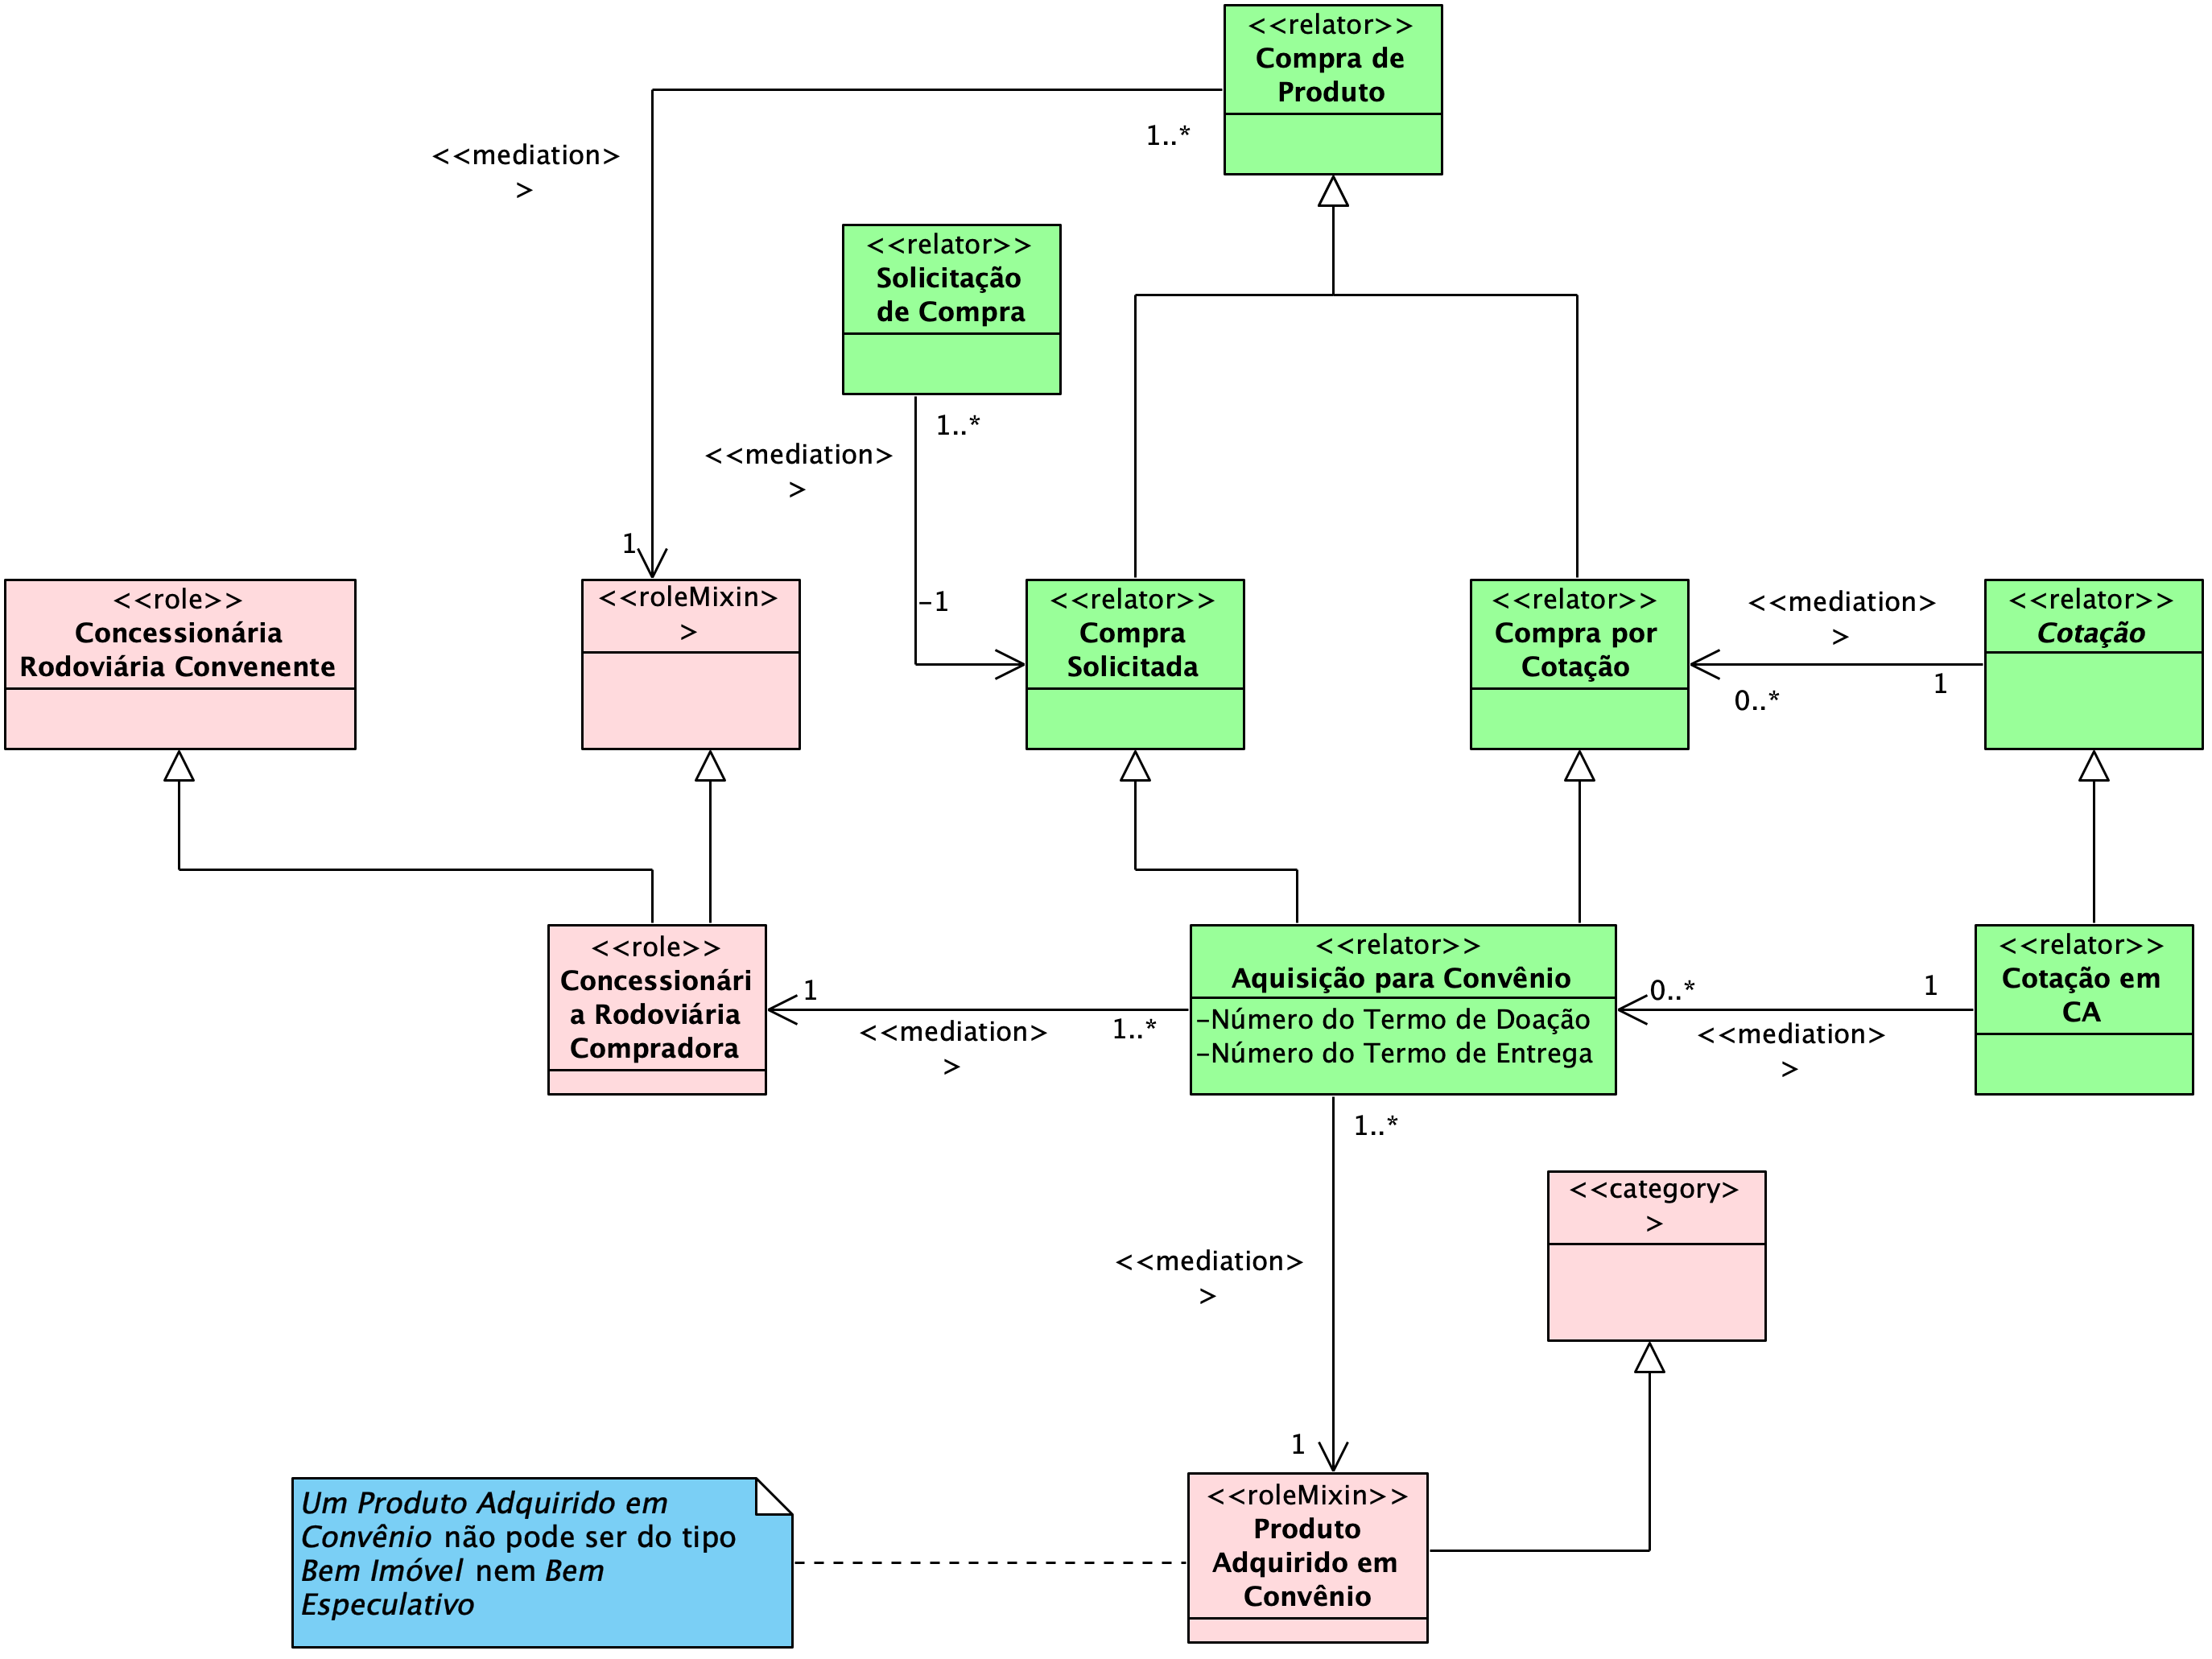 <<relator>>
Compra de
Produto
1..*
<<mediation>
>
<<relator>>
Solicitação
de Compra
1..*
<<mediation>
>
1
-1
<<role>>
Concessionária
Rodoviária Convenente
<<roleMixin>
>
<<relator>>
Compra
Solicitada
<<relator>>
Compra por
Cotação
<<mediation>
>
0..*
1
<<relator>>
Cotação
<<role>>
Concessionári
a Rodoviária
Compradora
1
<<mediation>
>
1..*
<<relator>>
Aquisição para Convênio
-Número do Termo de Doação
-Número do Termo de Entrega
0..*
1
<<mediation>
>
<<relator>>
Cotação em
CA
1..*
<<mediation>
>
1
<<category>
>
Um Produto Adquirido em
Convênio não pode ser do tipo
Bem Imóvel nem Bem
Especulativo
<<roleMixin>>
Produto
Adquirido em
Convênio